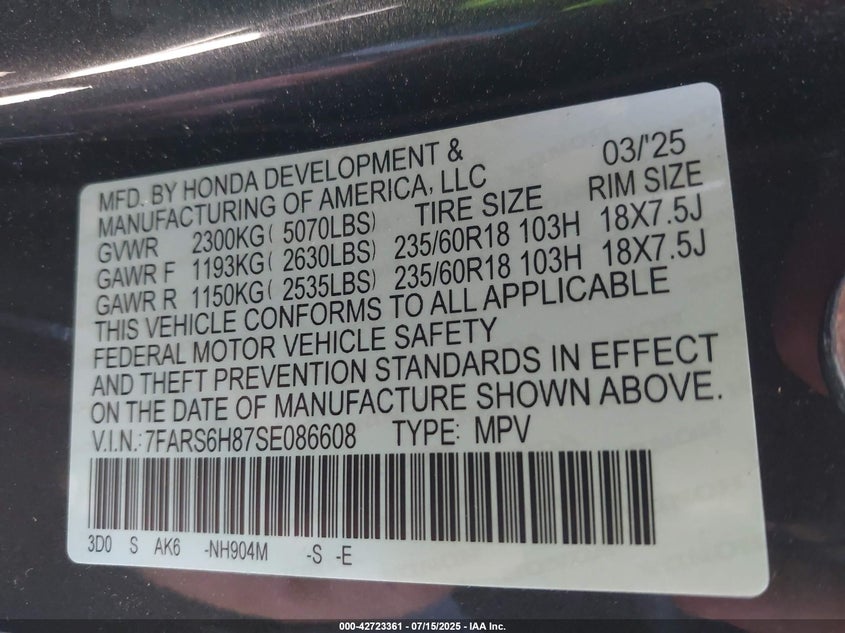 MFD. BY HONDA DEVELOPMENT & 03/'25
MANUFACTURING OF AMERICA, LLC
TIRE SIZE RIM SIZE
GVWR 2300KG( 5070LBS)
GAWR F 1193KG( 2630LBS) 235/60R18 103H 18X7.5J
GAWR R 1150KG( 2535LBS) 235/60R18 103H 18X7.5J
THIS VEHICLE CONFORMS TO ALL APPLICABLE
FEDERAL MOTOR VEHICLE SAFETY
AND THEFT PREVENTION STANDARDS IN EFFECT
ON THE DATE OF MANUFACTURE SHOWN ABOVE.
V.I.N.:7FARS6H87SE086608 TYPE: MPV
3D0 S AK6 -NH904M -S -E
000-42723361 - 07/15/2025 - IAA Inc.